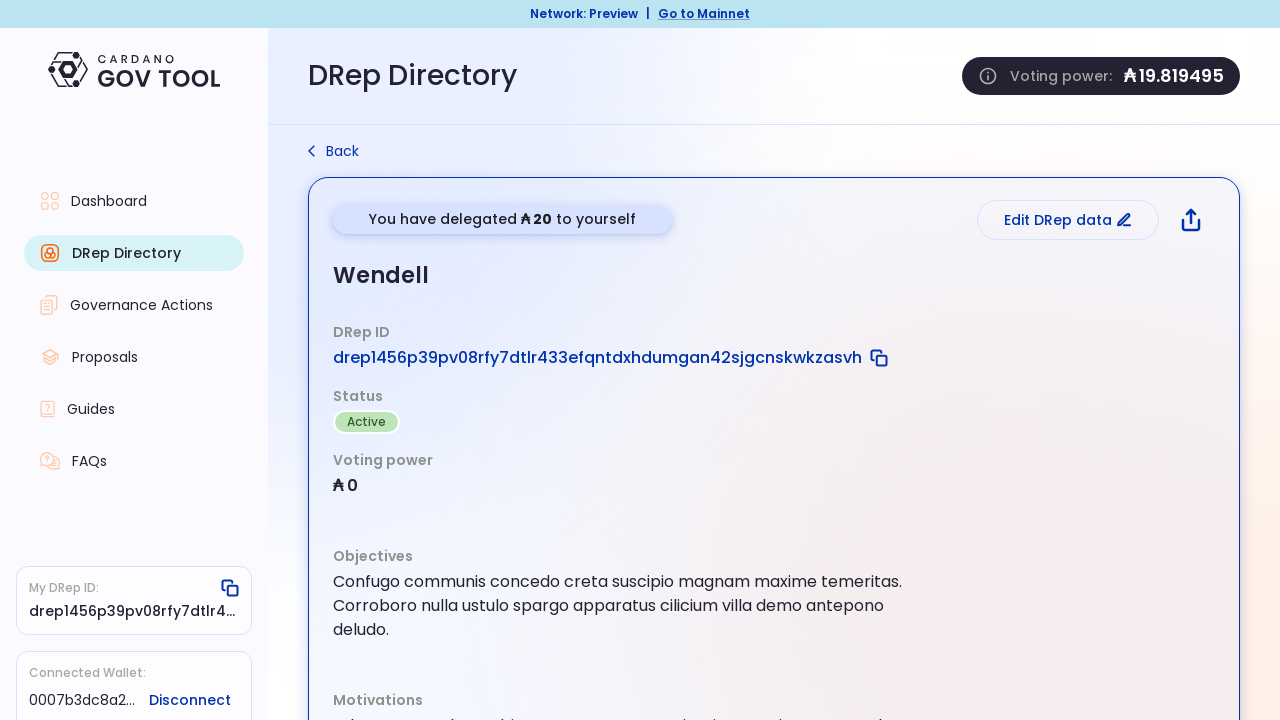 Network: Preview | Go to Mainnet
CARDANO
GOV TOOL
DRep Directory
Voting power: ₳ 19.819495
Back
Dashboard
DRep Directory
Governance Actions
Proposals
Guides
FAQs
My DRep ID:
drep1456p39pv08rfy7dtlr4...
Connected Wallet:
0007b3dc8a2... Disconnect
You have delegated ₳ 20 to yourself
Edit DRep data
Wendell
DRep ID
drep1456p39pv08rfy7dtlr433efqntdxhdumgan42sjgcnskwkzasvh
Status
Active
Voting power
₳ 0
Objectives
Confugo communis concedo creta suscipio magnam maxime temeritas.
Corroboro nulla ustulo spargo apparatus cilicium villa demo antepono
deludo.
Motivations